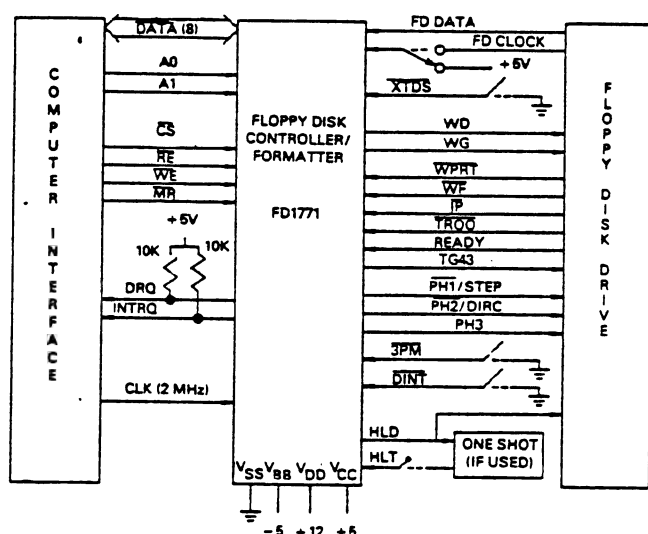 COMPUTER INTERFACE
DATA (8)
A0
A1
CS
RE
WE
MR
+5V
10K
10K
DRQ
INTRQ
CLK (2 MHz)
FLOPPY DISK
CONTROLLER/
FORMATTER
FD1771
VSS VBB VDD VCC
-5 +12 +5
FD DATA
FD CLOCK
+5V
XTDS
WD
WG
WPRT
WF
IP
TROO
READY
TG43
PH1/STEP
PH2/DIRC
PH3
3PM
DINT
HLD
HLT
ONE SHOT
(IF USED)
FLOPPY DISK DRIVE